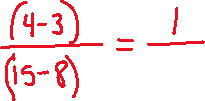 (4-3) / (15-8) = 1 /